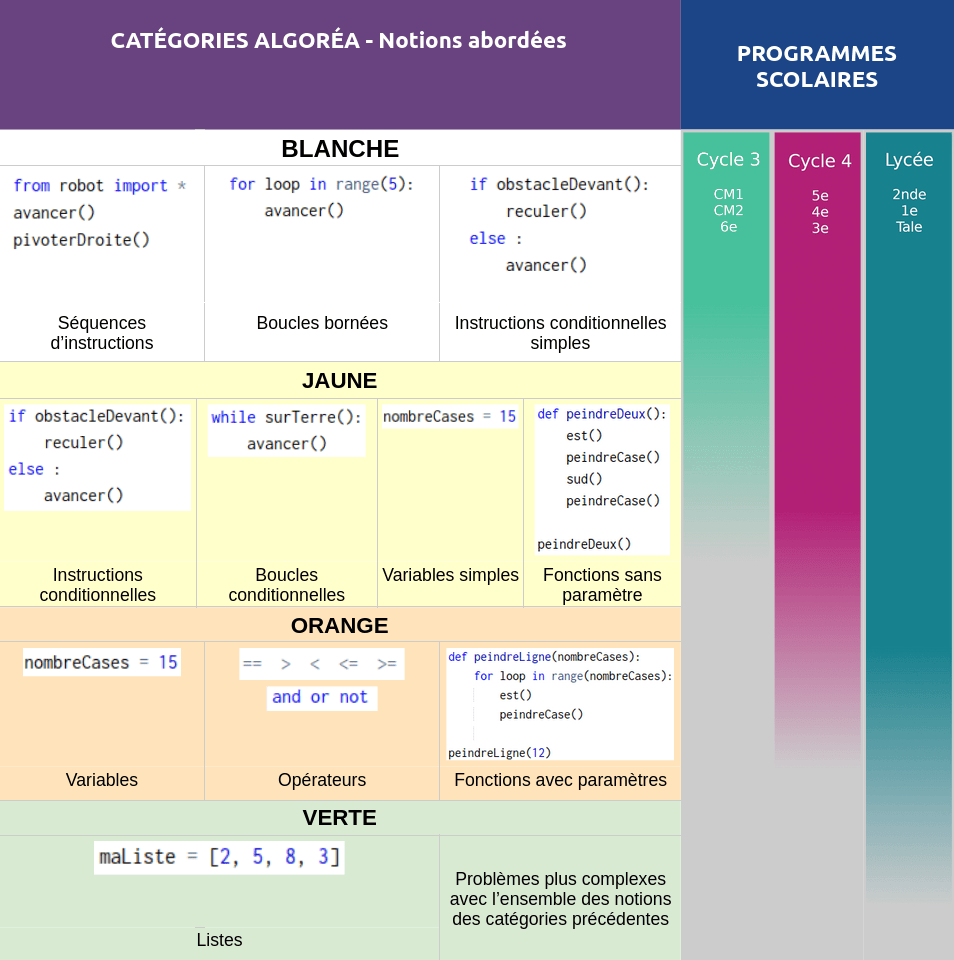 CATÉGORIES ALGORÉA - Notions abordées
PROGRAMMES
SCOLAIRES
BLANCHE
from robot import *
avancer()
pivoterDroite()
Séquences
d’instructions
for loop in range(5):
avancer()
Boucles bornées
if obstacleDevant():
reculer()
else :
avancer()
Instructions conditionnelles
simples
JAUNE
if obstacleDevant():
reculer()
else :
avancer()
Instructions
conditionnelles
while surTerre():
avancer()
Boucles
conditionnelles
nombreCases = 15
Variables simples
def peindreDeux():
est()
peindreCase()
sud()
peindreCase()
peindreDeux()
Fonctions sans
paramètre
ORANGE
nombreCases = 15
Variables
== > < <= >=
and or not
Opérateurs
def peindreLigne(nombreCases):
for loop in range(nombreCases):
est()
peindreCase()
peindreLigne(12)
Fonctions avec paramètres
VERTE
maListe = [2, 5, 8, 3]
Listes
Problèmes plus complexes
avec l’ensemble des notions
des catégories précédentes
Cycle 3
CM1
CM2
6e
Cycle 4
5e
4e
3e
Lycée
2nde
1e
Tale